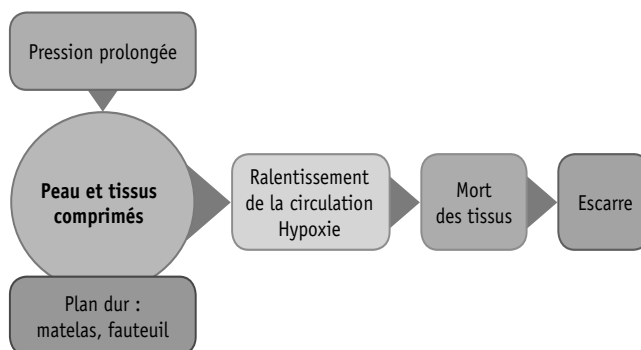 Pression prolongée
Peau et tissus
comprimés
Plan dur :
matelas, fauteuil
Ralentissement
de la circulation
Hypoxie
Mort
des tissus
Escarre